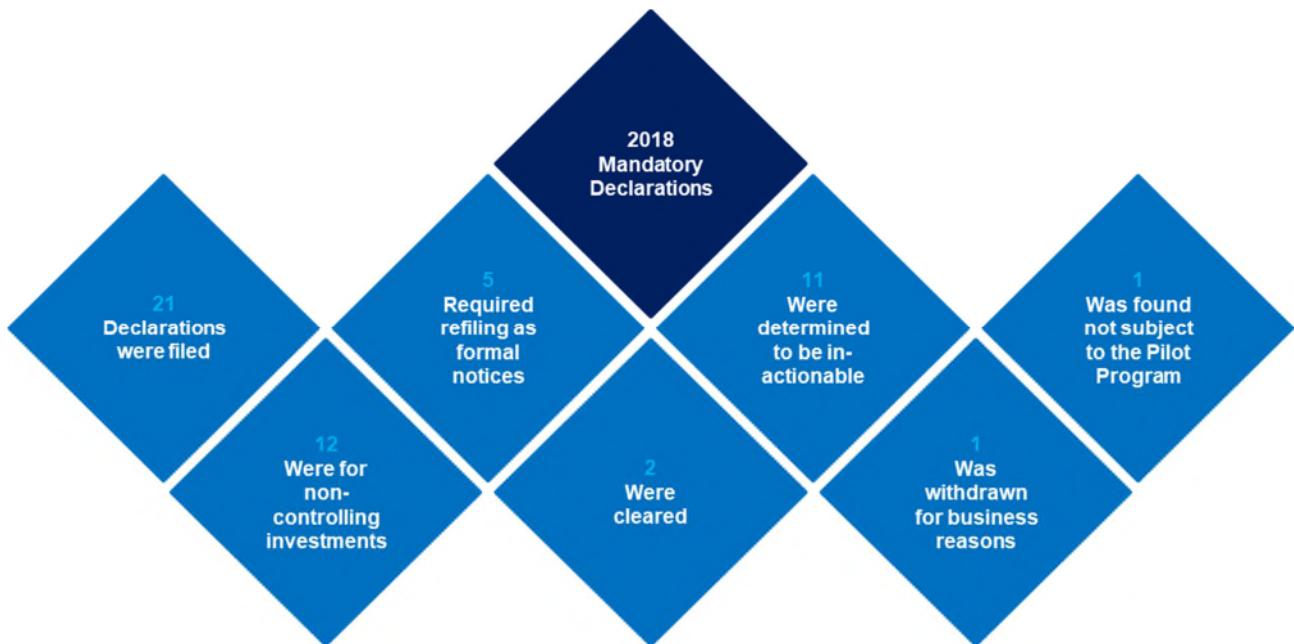 2018
Mandatory
Declarations
21
Declarations
were filed
5
Required
refiling as
formal
notices
11
Were
determined
to be in-
actionable
1
Was found
not subject
to the Pilot
Program
12
Were for
non-
controlling
investments
2
Were
cleared
1
Was
withdrawn
for business
reasons